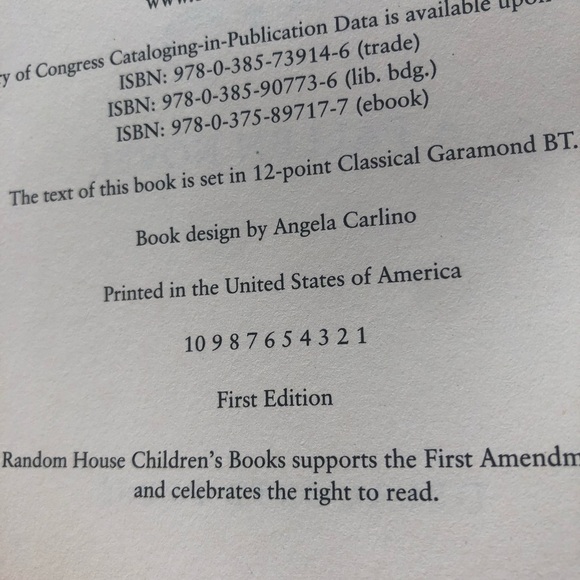 of Congress Cataloging-in-Publication Data is available upon
ISBN: 978-0-385-73914-6 (trade)
ISBN: 978-0-385-90773-6 (lib. bdg.)
ISBN: 978-0-375-89717-7 (ebook)
The text of this book is set in 12-point Classical Garamond BT.
Book design by Angela Carlino
Printed in the United States of America
10 9 8 7 6 5 4 3 2 1
First Edition
Random House Children's Books supports the First Amendm
and celebrates the right to read.